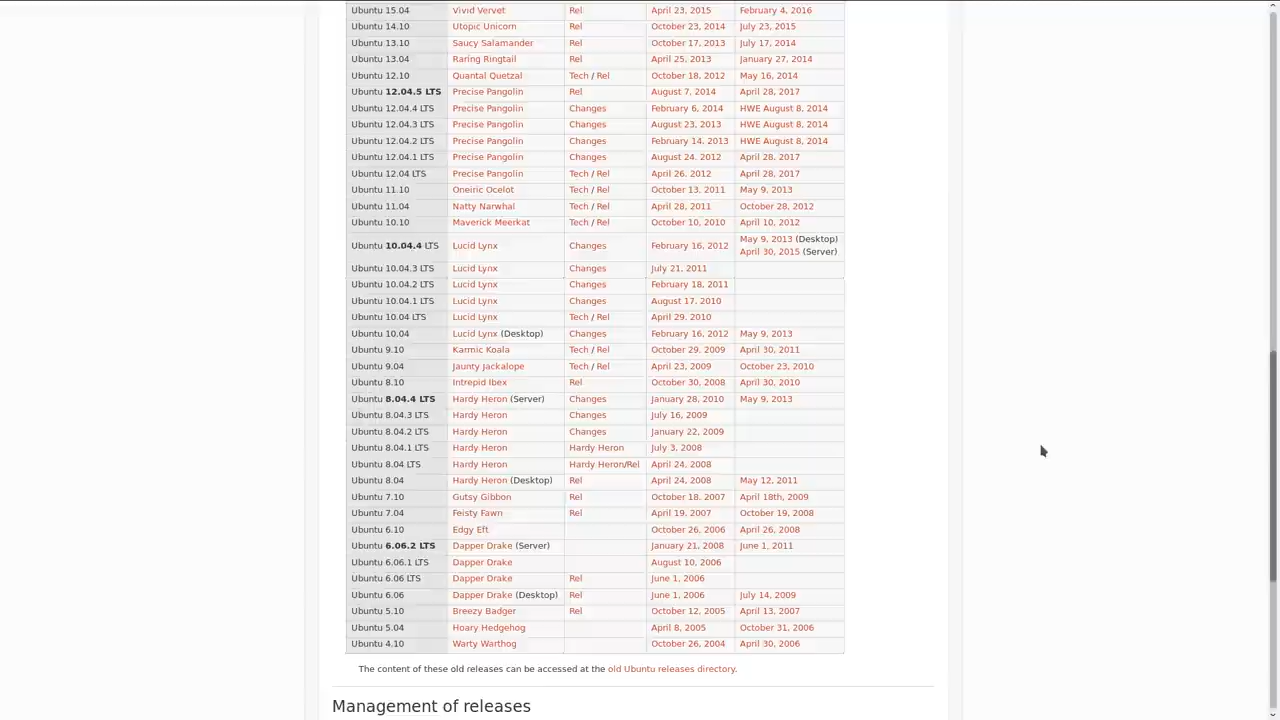 Ubuntu 15.04 Vivid Vervet Rel April 23, 2015 February 4, 2016
Ubuntu 14.10 Utopic Unicorn Rel October 23, 2014 July 23, 2015
Ubuntu 13.10 Saucy Salamander Rel October 17, 2013 July 17, 2014
Ubuntu 13.04 Raring Ringtail Rel April 25, 2013 January 27, 2014
Ubuntu 12.10 Quantal Quetzal Tech / Rel October 18, 2012 May 16, 2014
Ubuntu 12.04.5 LTS Precise Pangolin Rel August 7, 2014 April 28, 2017
Ubuntu 12.04.4 LTS Precise Pangolin Changes February 6, 2014 HWE August 8, 2014
Ubuntu 12.04.3 LTS Precise Pangolin Changes August 23, 2013 HWE August 8, 2014
Ubuntu 12.04.2 LTS Precise Pangolin Changes February 14, 2013 HWE August 8, 2014
Ubuntu 12.04.1 LTS Precise Pangolin Changes August 24, 2012 April 28, 2017
Ubuntu 12.04 LTS Precise Pangolin Tech / Rel April 26, 2012 April 28, 2017
Ubuntu 11.10 Oneiric Ocelot Tech / Rel October 13, 2011 May 9, 2013
Ubuntu 11.04 Natty Narwhal Tech / Rel April 28, 2011 October 28, 2012
Ubuntu 10.10 Maverick Meerkat Tech / Rel October 10, 2010 April 10, 2012
Ubuntu 10.04.4 LTS Lucid Lynx Changes February 16, 2012 May 9, 2013 (Desktop)
April 30, 2015 (Server)
Ubuntu 10.04.3 LTS Lucid Lynx Changes July 21, 2011
Ubuntu 10.04.2 LTS Lucid Lynx Changes February 18, 2011
Ubuntu 10.04.1 LTS Lucid Lynx Changes August 17, 2010
Ubuntu 10.04 LTS Lucid Lynx Tech / Rel April 29, 2010
Ubuntu 10.04 Lucid Lynx (Desktop) Changes February 16, 2012 May 9, 2013
Ubuntu 9.10 Karmic Koala Tech / Rel October 29, 2009 April 30, 2011
Ubuntu 9.04 Jaunty Jackalope Tech / Rel April 23, 2009 October 23, 2010
Ubuntu 8.10 Intrepid Ibex Rel October 30, 2008 April 30, 2010
Ubuntu 8.04.4 LTS Hardy Heron (Server) Changes January 28, 2010 May 9, 2013
Ubuntu 8.04.3 LTS Hardy Heron Changes July 16, 2009
Ubuntu 8.04.2 LTS Hardy Heron Changes January 22, 2009
Ubuntu 8.04.1 LTS Hardy Heron Hardy Heron July 3, 2008
Ubuntu 8.04 LTS Hardy Heron Hardy Heron/Rel April 24, 2008
Ubuntu 8.04 Hardy Heron (Desktop) Rel April 24, 2008 May 12, 2011
Ubuntu 7.10 Gutsy Gibbon Rel October 18, 2007 April 18th, 2009
Ubuntu 7.04 Feisty Fawn Rel April 19, 2007 October 19, 2008
Ubuntu 6.10 Edgy Eft October 26, 2006 April 26, 2008
Ubuntu 6.06.2 LTS Dapper Drake (Server) January 21, 2008 June 1, 2011
Ubuntu 6.06.1 LTS Dapper Drake August 10, 2006
Ubuntu 6.06 LTS Dapper Drake Rel June 1, 2006
Ubuntu 6.06 Dapper Drake (Desktop) Rel June 1, 2006 July 14, 2009
Ubuntu 5.10 Breezy Badger Rel October 12, 2005 April 13, 2007
Ubuntu 5.04 Hoary Hedgehog April 8, 2005 October 31, 2006
Ubuntu 4.10 Warty Warthog October 26, 2004 April 30, 2006
The content of these old releases can be accessed at the old Ubuntu releases directory.
Management of releases